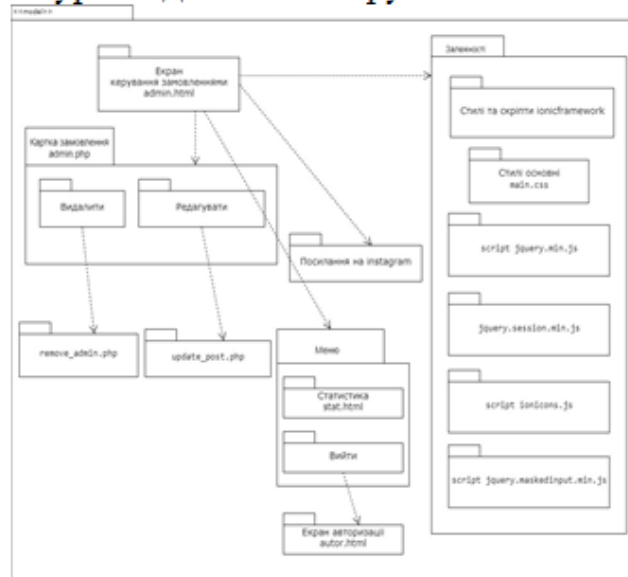 <<model>>
Екран
керування замовленнями
admin.html
Залежності
Стилі та скріпти ionicframework
Картка замовлення
admin.php
Стилі основні
main.css
Видалити
Редагувати
script jquery.min.js
Посилання на instagram
jquery.session.min.js
remove_admin.php
update_post.php
Меню
Статистика
stat.html
script ionicons.js
Вийти
script jquery.maskedinput.min.js
Екран авторизації
autor.html